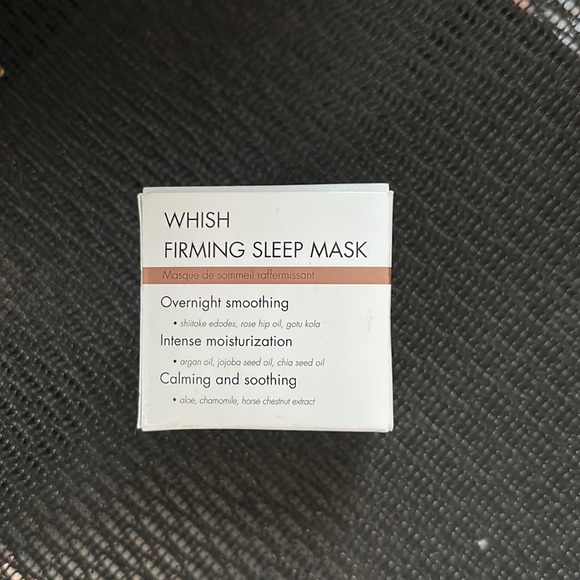 WHISH
FIRMING SLEEP MASK
Masque de sommeil raffermissant
Overnight smoothing
• shiitake edodes, rose hip oil, gotu kola
Intense moisturization
• argan oil, jojoba seed oil, chia seed oil
Calming and soothing
• aloe, chamomile, horse chestnut extract